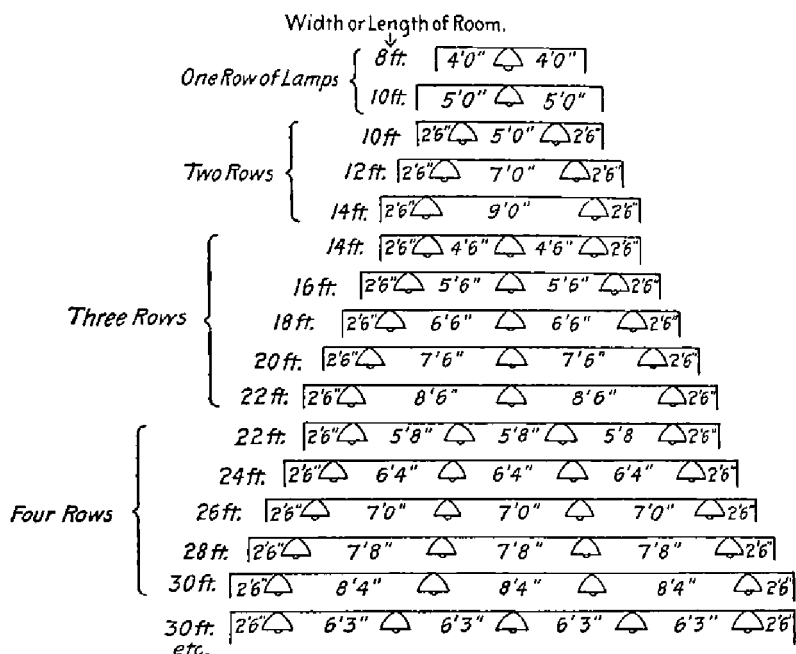 Width or Length of Room.
8 ft. 4'0" 4'0"
One Row of Lamps
10 ft. 5'0" 5'0"
10 ft 2'6" 5'0" 2'6"
Two Rows
12 ft. 2'6" 7'0" 2'6"
14 ft. 2'6" 9'0" 2'6"
14 ft. 2'6" 4'6" 4'6" 2'6"
16 ft. 2'6" 5'6" 5'6" 2'6"
Three Rows
18 ft. 2'6" 6'6" 6'6" 2'6"
20 ft. 2'6" 7'6" 7'6" 2'6"
22 ft. 2'6" 8'6" 8'6" 2'6"
22 ft. 2'6" 5'8" 5'8" 5'8 2'6"
24 ft. 2'6" 6'4" 6'4" 6'4" 2'6"
Four Rows
26 ft. 2'6" 7'0" 7'0" 7'0" 2'6"
28 ft. 2'6" 7'8" 7'8" 7'8" 2'6"
30 ft. 2'6" 8'4" 8'4" 8'4" 2'6"
30 ft. 2'6" 6'3" 6'3" 6'3" 6'3" 2'6"
etc.